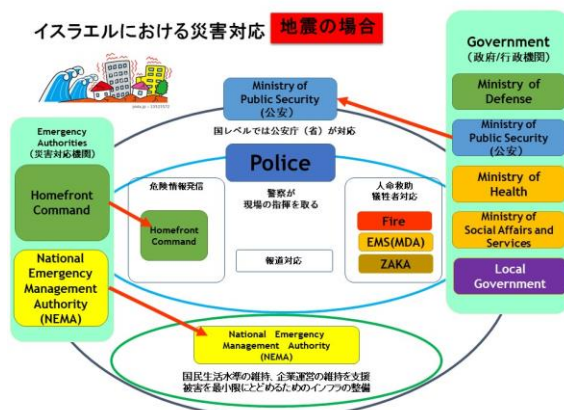 イスラエルにおける災害対応
地震の場合
Government
(政府/行政機関)
Ministry of
Defense
Ministry of
Public Security
(公安)
Ministry of
Health
Ministry of
Social Affairs and
Services
Local
Government
Emergency
Authorities
(災害対応機関)
Homefront
Command
National
Emergency
Management
Authority
(NEMA)
Ministry of
Public Security
(公安)
国レベルでは公安庁(省)が対応
Police
警察が
現場の指揮を取る
危険情報発信
Homefront
Command
報道対応
人命救助
犠牲者対応
Fire
EMS(MDA)
ZAKA
National Emergency
Management Authority
(NEMA)
国民生活水準の維持、企業運営の維持を支援
被害を最小限にとどめるためのインフラの整備